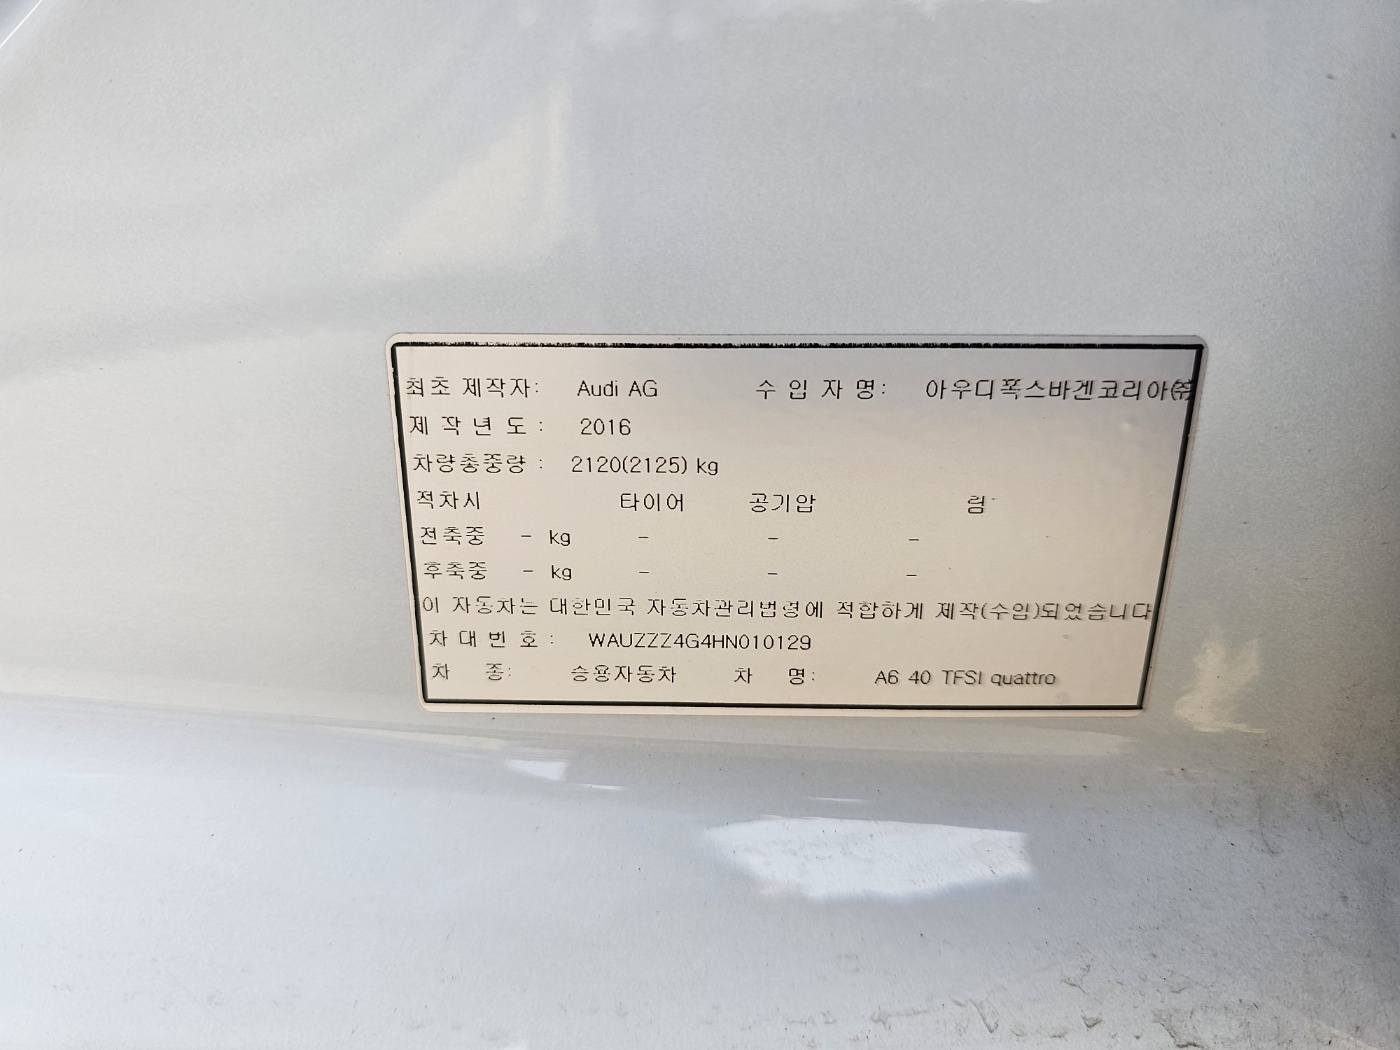 최초 제작자: Audi AG 수 입 자 명: 아우디폭스바겐코리아㈜
제 작 년 도 : 2016
차량총중량 : 2120(2125) kg
적차시 타이어 공기압 림
전축중 - kg - - -
후축중 - kg - - -
이 자동차는 대한민국 자동차관리법령에 적합하게 제작(수입)되었습니다
차 대 번 호 : WAUZZZ4G4HN010129
차 종: 승용자동차 차 명: A6 40 TFSI quattro